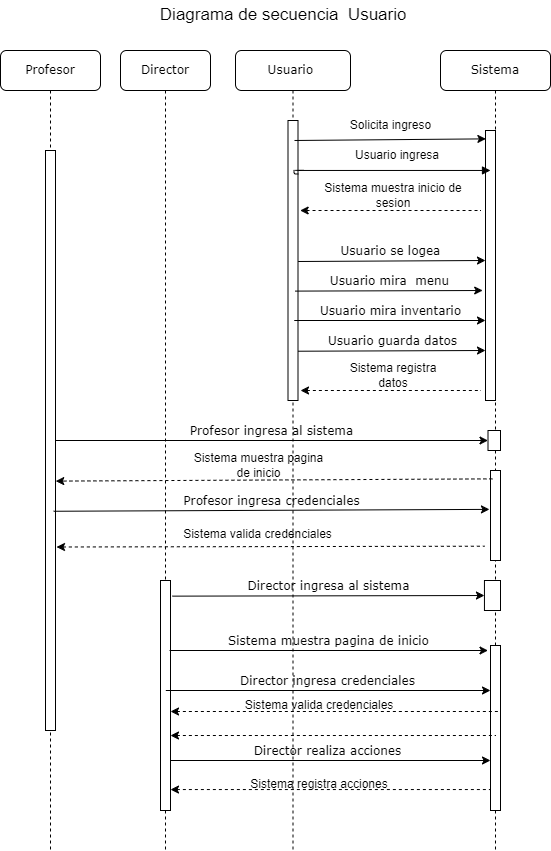 Diagrama de secuencia  Usuario
Profesor
Director
Usuario
Sistema
Solicita ingreso
Usuario ingresa
Sistema muestra inicio de
sesion
Usuario se logea
Usuario mira  menu
Usuario mira inventario
Usuario guarda datos
Sistema registra
datos
Profesor ingresa al sistema
Sistema muestra pagina
de inicio
Profesor ingresa credenciales
Sistema valida credenciales
Director ingresa al sistema
Sistema muestra pagina de inicio
Director ingresa credenciales
Sistema valida credenciales
Director realiza acciones
Sistema registra acciones